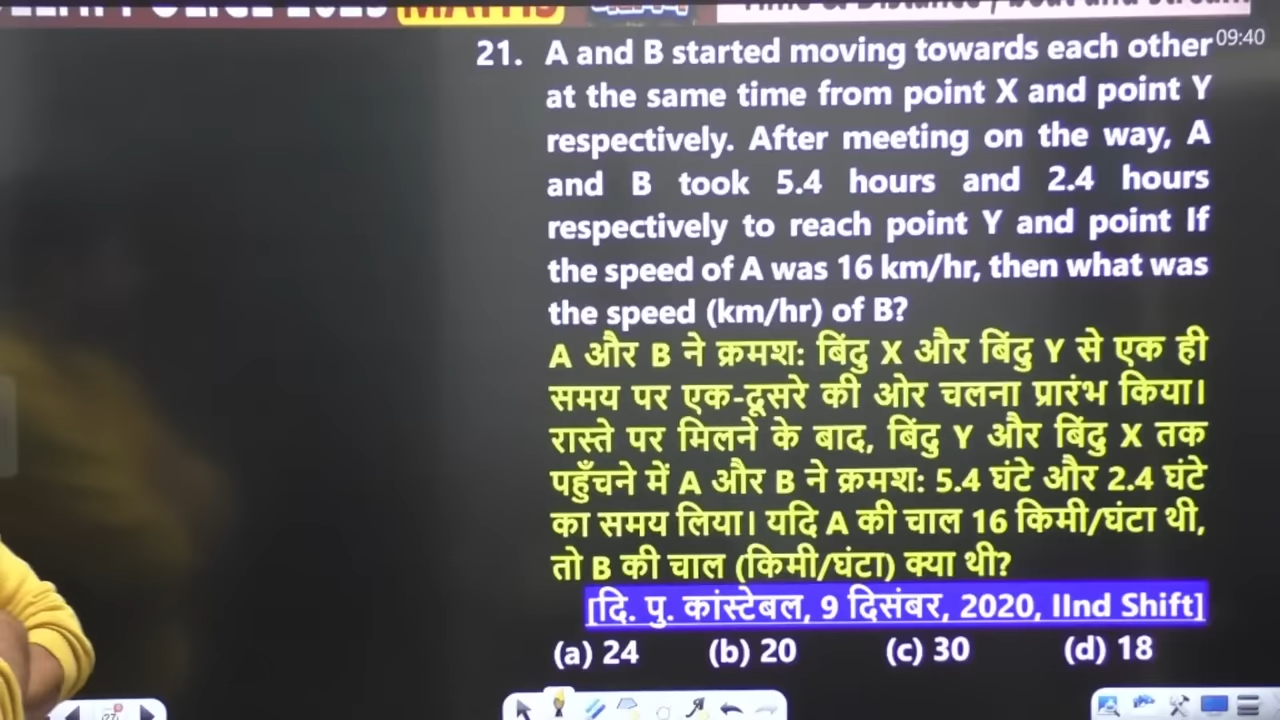 MATHS
09:40
21. A and B started moving towards each other
at the same time from point X and point Y
respectively. After meeting on the way, A
and B took 5.4 hours and 2.4 hours
respectively to reach point Y and point If
the speed of A was 16 km/hr, then what was
the speed (km/hr) of B?
A और B ने क्रमश: बिंदु X और बिंदु Y से एक ही
समय पर एक-दूसरे की ओर चलना प्रारंभ किया।
रास्ते पर मिलने के बाद, बिंदु Y और बिंदु X तक
पहुँचने में A और B ने क्रमश: 5.4 घंटे और 2.4 घंटे
का समय लिया। यदि A की चाल 16 किमी/घंटा थी,
तो B की चाल (किमी/घंटा) क्या थी?
[दि. पु. कांस्टेबल, 9 दिसंबर, 2020, IInd Shift]
(a) 24 (b) 20 (c) 30 (d) 18